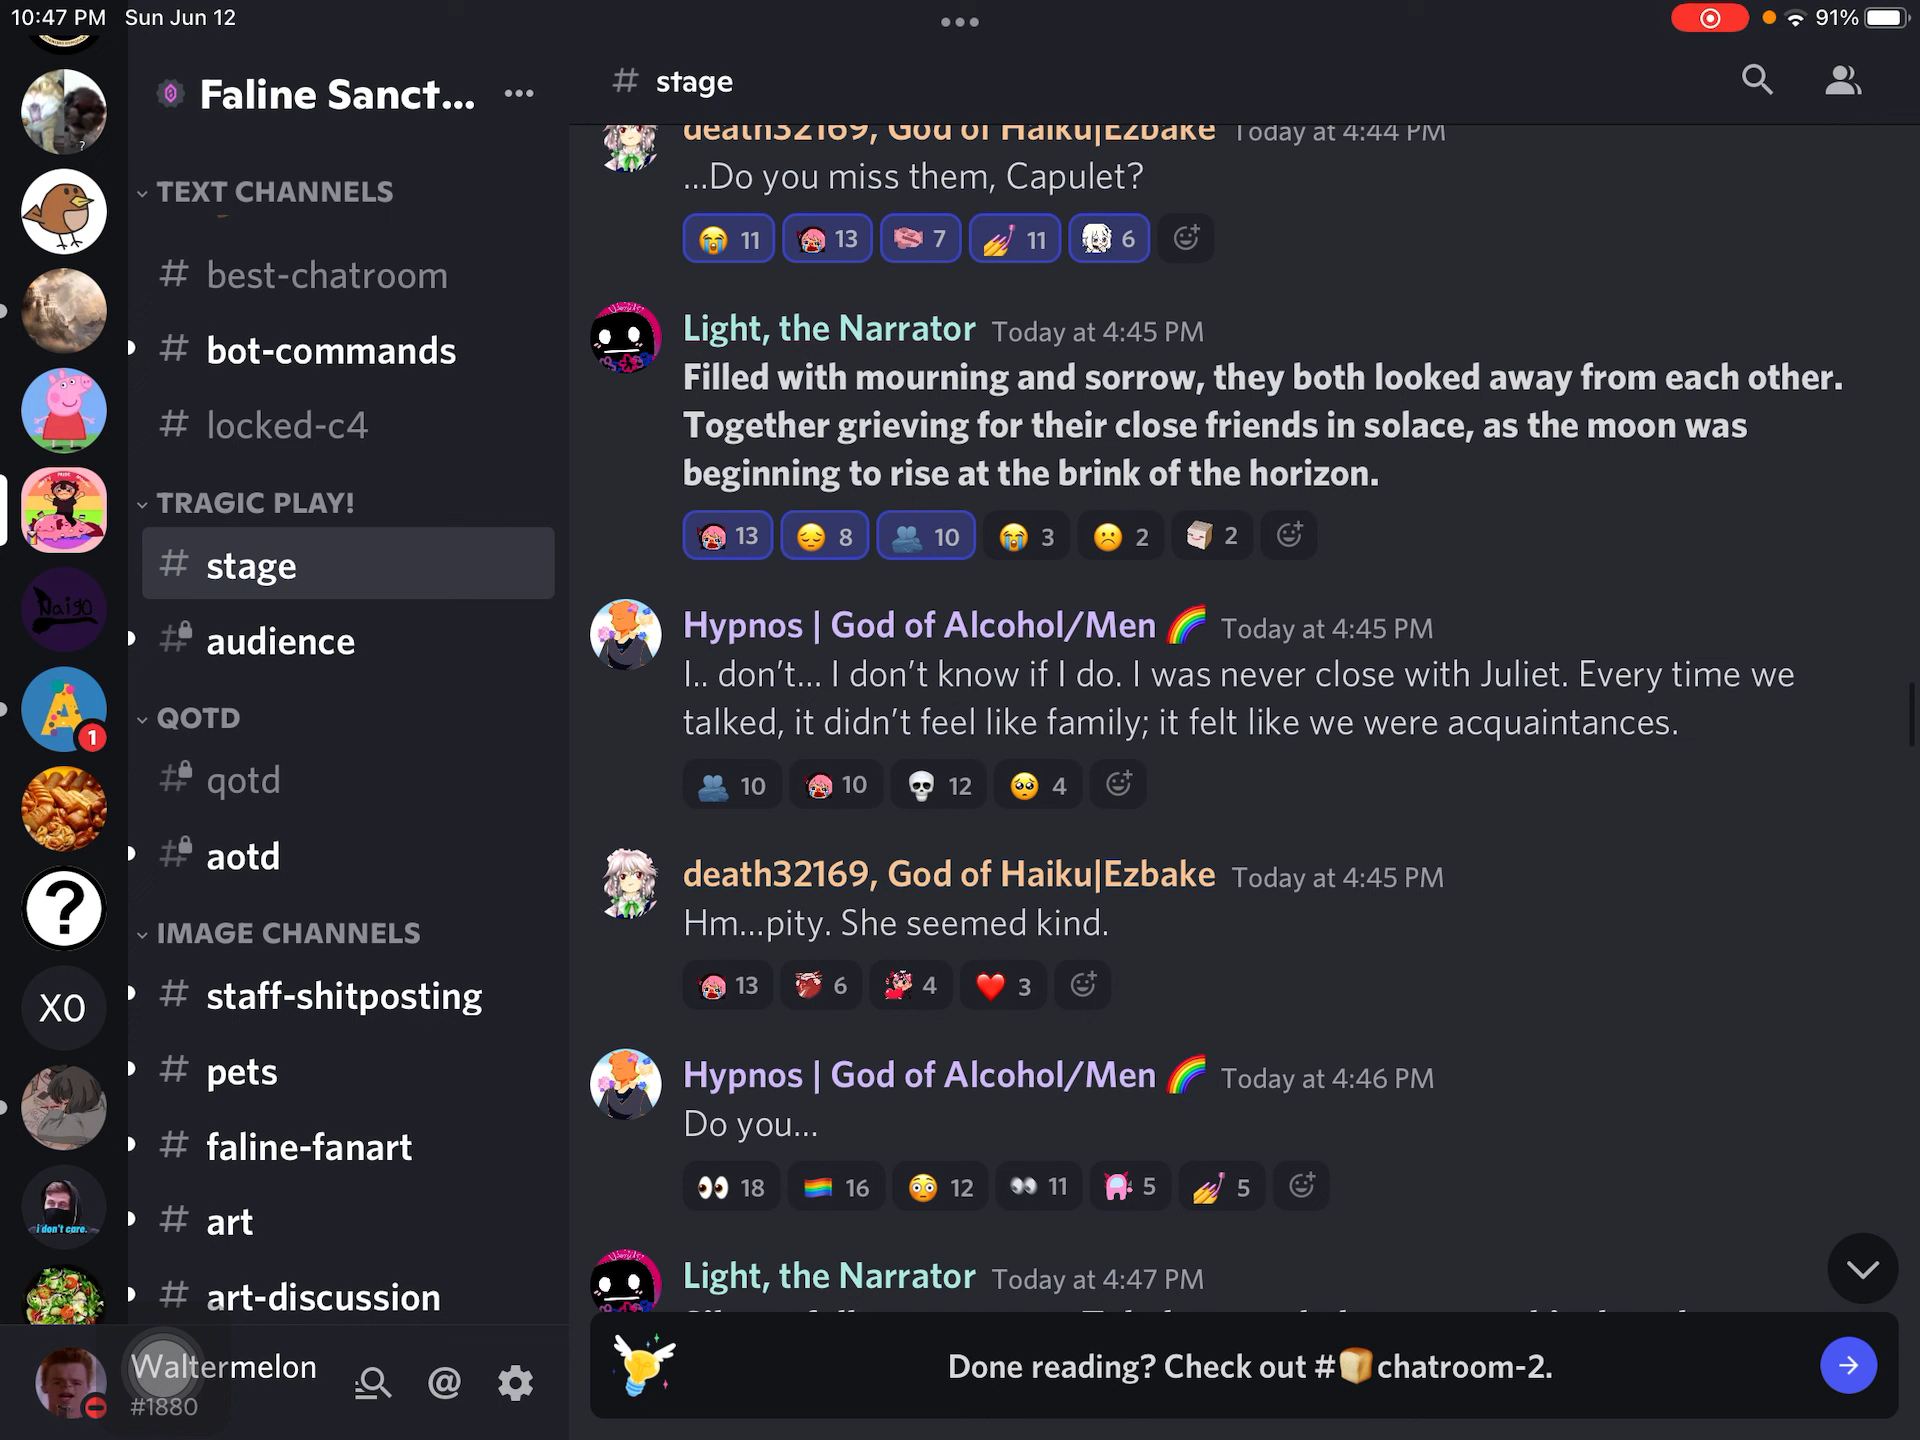 10:47 PM Sun Jun 12
91%
Faline Sanct...
TEXT CHANNELS
# best-chatroom
# bot-commands
# locked-c4
TRAGIC PLAY!
# stage
# audience
QOTD
# qotd
# aotd
IMAGE CHANNELS
# staff-shitposting
# pets
# faline-fanart
# art
# art-discussion
?
Naigo
A
1
?
XO
i don't care.
Waltermelon
#1880
# stage
death32169, God of Haiku|Ezbake Today at 4:44 PM
...Do you miss them, Capulet?
11 13 7 11 6
Light, the Narrator Today at 4:45 PM
Filled with mourning and sorrow, they both looked away from each other.
Together grieving for their close friends in solace, as the moon was
beginning to rise at the brink of the horizon.
13 8 10 3 2 2
Hypnos | God of Alcohol/Men 🌈 Today at 4:45 PM
I.. don't... I don't know if I do. I was never close with Juliet. Every time we
talked, it didn't feel like family; it felt like we were acquaintances.
10 10 12 4
death32169, God of Haiku|Ezbake Today at 4:45 PM
Hm...pity. She seemed kind.
13 6 4 3
Hypnos | God of Alcohol/Men 🌈 Today at 4:46 PM
Do you...
18 16 12 11 5 5
Light, the Narrator Today at 4:47 PM
Done reading? Check out #🍞chatroom-2.